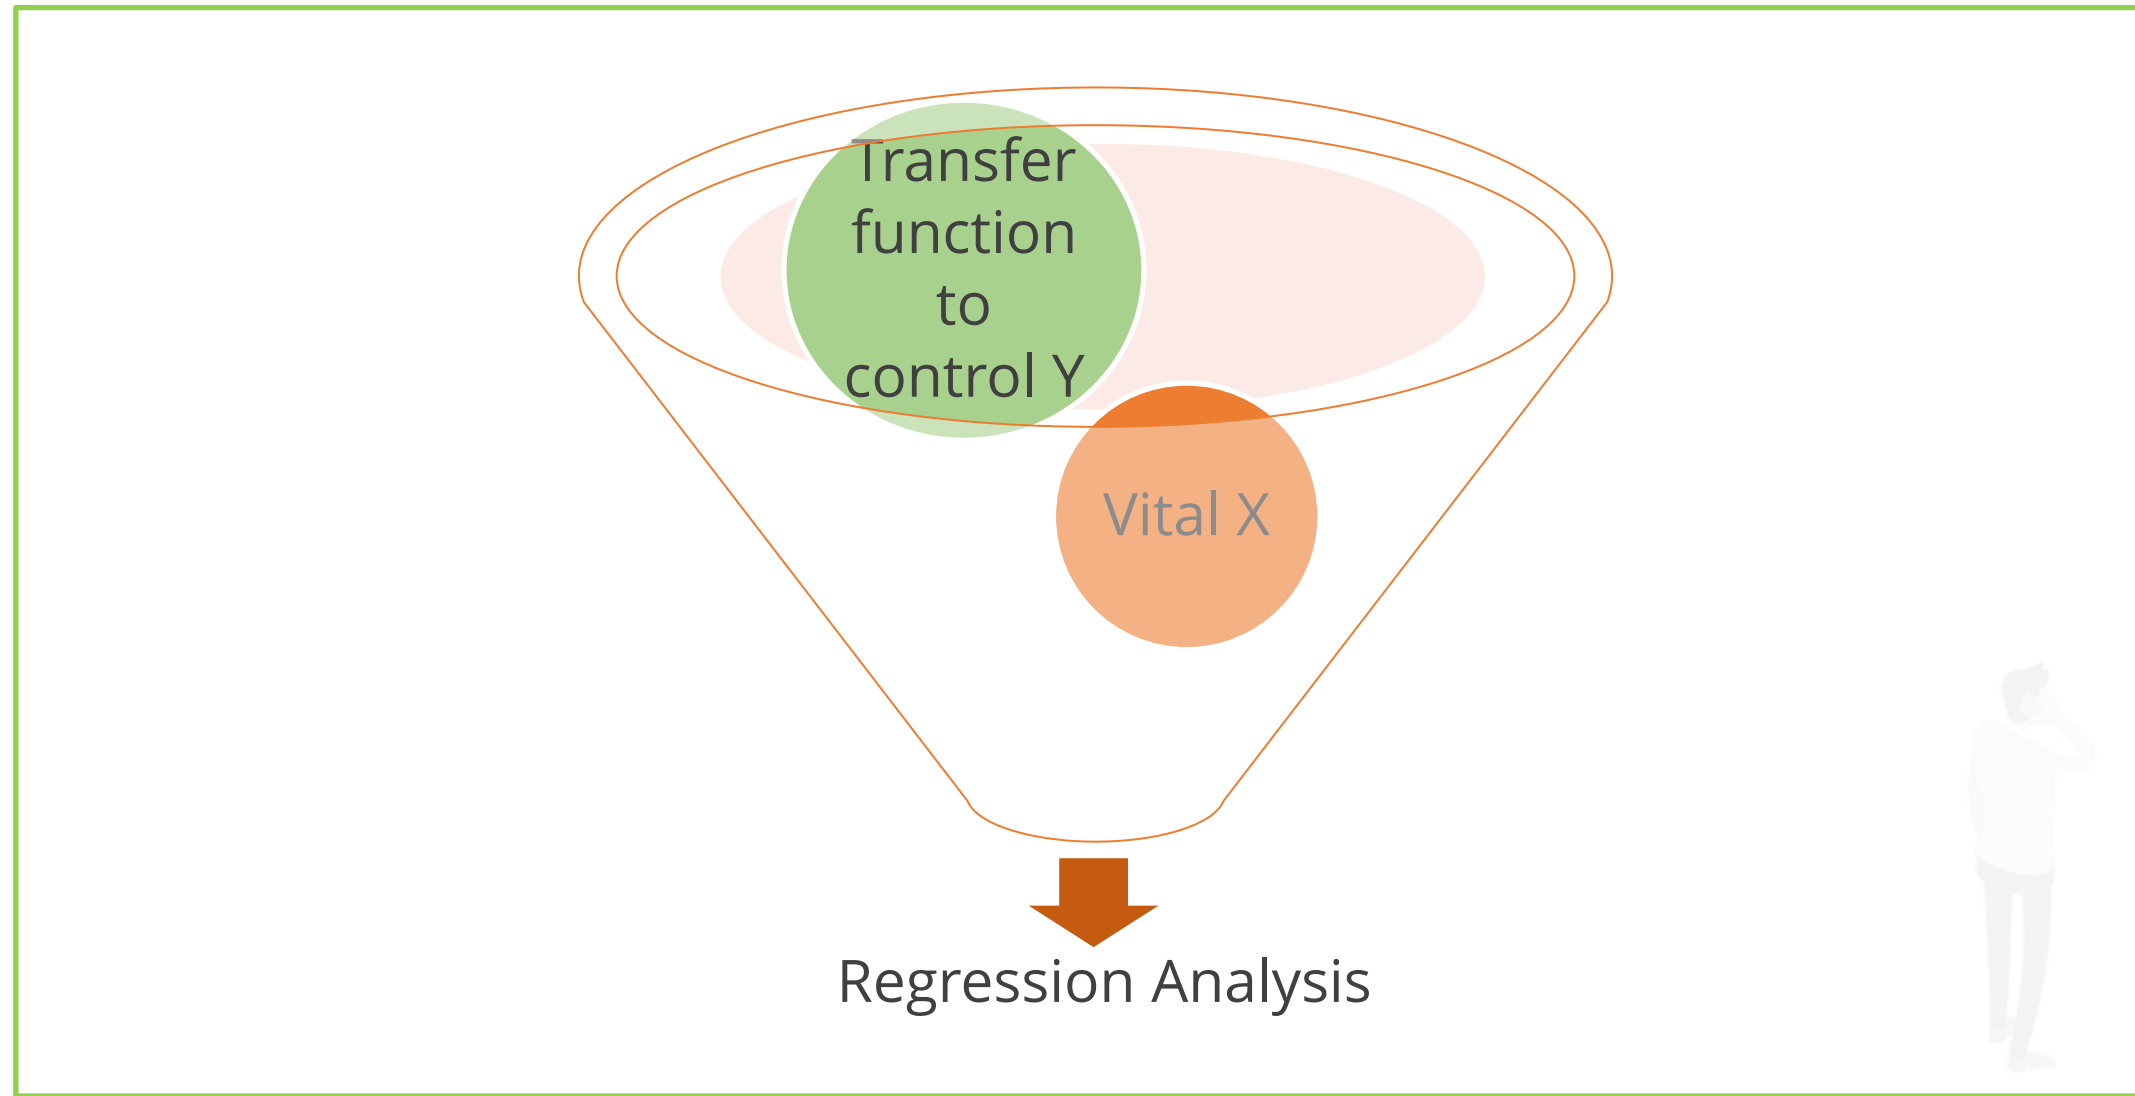 Transfer
function
to
control Y
Vital X
Regression Analysis